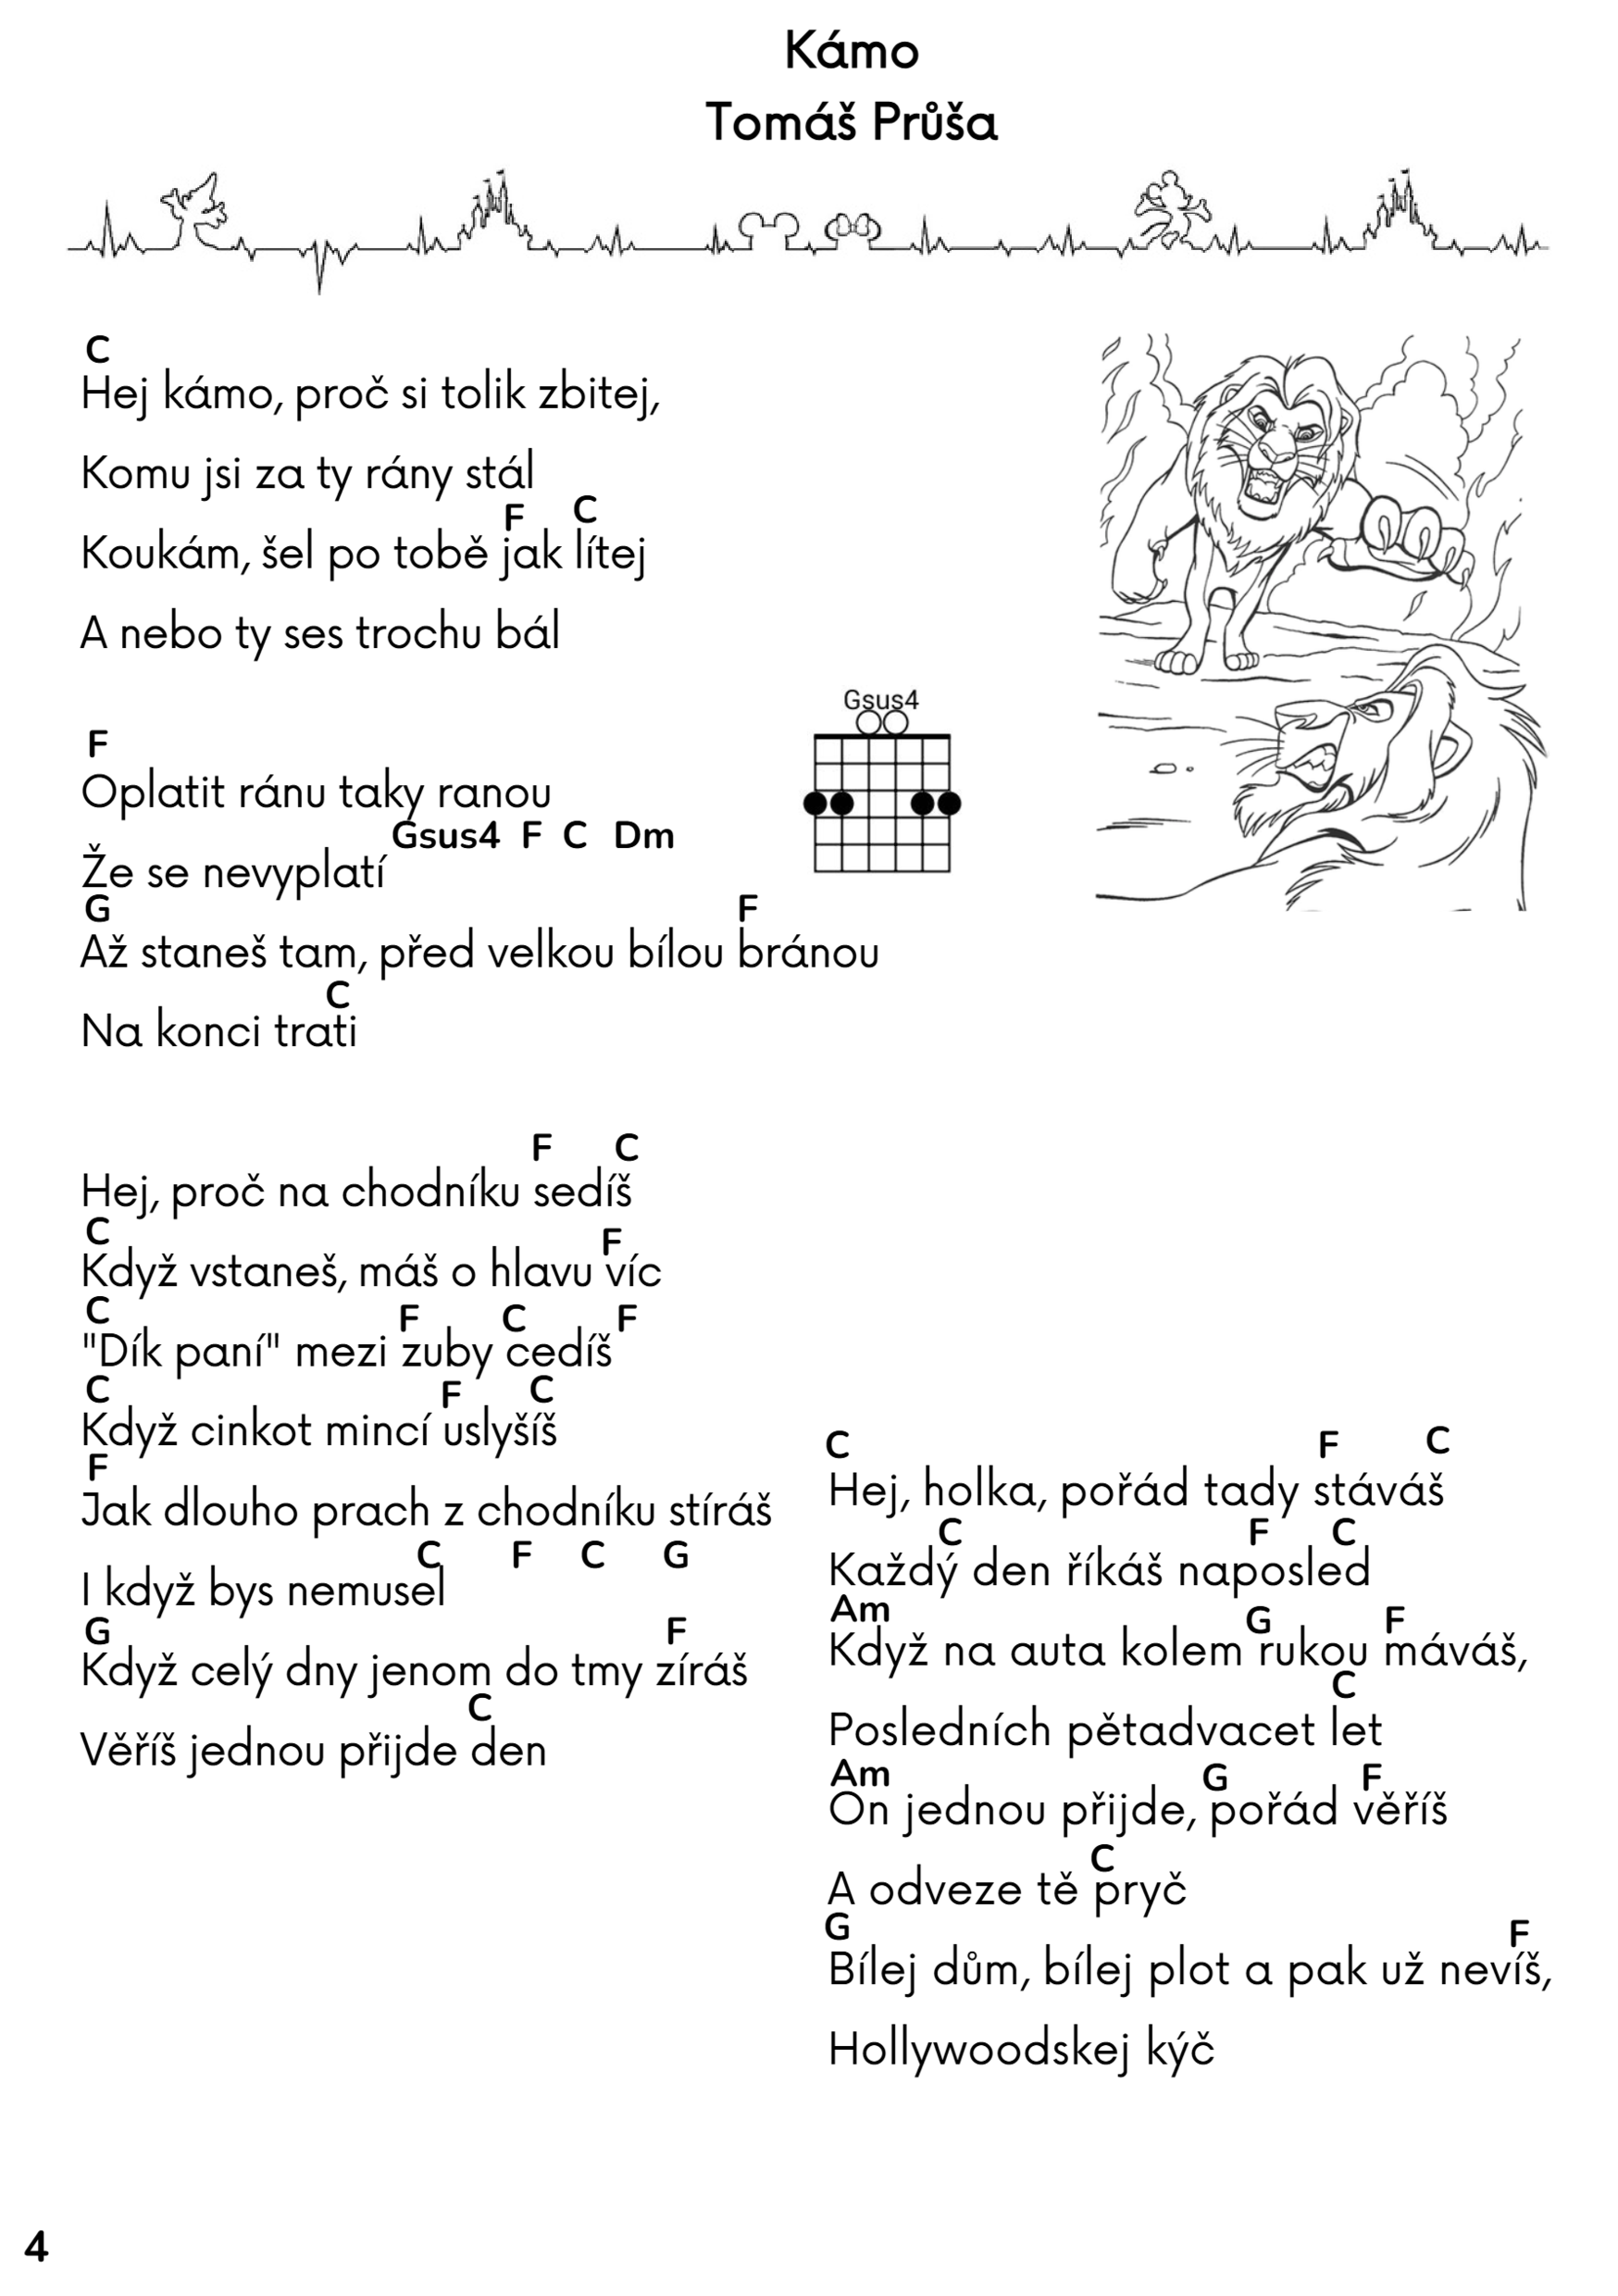 Kámo
Tomáš Průša
C
Hej kámo, proč si tolik zbitej,
Komu jsi za ty rány stál
F C
Koukám, šel po tobě jak lítej
A nebo ty ses trochu bál
F
Oplatit ránu taky ranou
Gsus4 F C Dm
Že se nevyplatí
G F
Až staneš tam, před velkou bílou bránou
C
Na konci trati
Gsus4
F C
Hej, proč na chodníku sedíš
C F
Když vstaneš, máš o hlavu víc
C F C F
"Dík paní" mezi zuby cedíš
C F C
Když cinkot mincí uslyšíš
F
Jak dlouho prach z chodníku stíráš
C F C G
I když bys nemusel
G F
Když celý dny jenom do tmy zíráš
C
Věříš jednou přijde den
C F C
Hej, holka, pořád tady stáváš
C F C
Každý den říkáš naposled
Am G F
Když na auta kolem rukou máváš,
C
Posledních pětadvacet let
Am G F
On jednou přijde, pořád věříš
C
A odveze tě pryč
G F
Bílej dům, bílej plot a pak už nevíš,
Hollywoodskej kýč
4